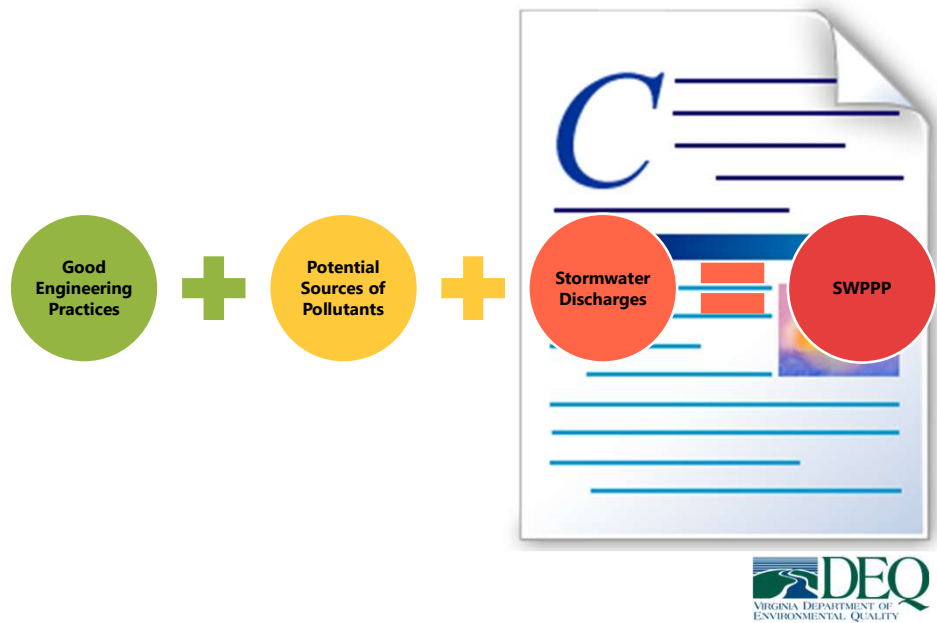 C
Good
Engineering
Practices
Potential
Sources of
Pollutants
Stormwater
Discharges
SWPPP
DEQ
VIRGINIA DEPARTMENT OF
ENVIRONMENTAL QUALITY